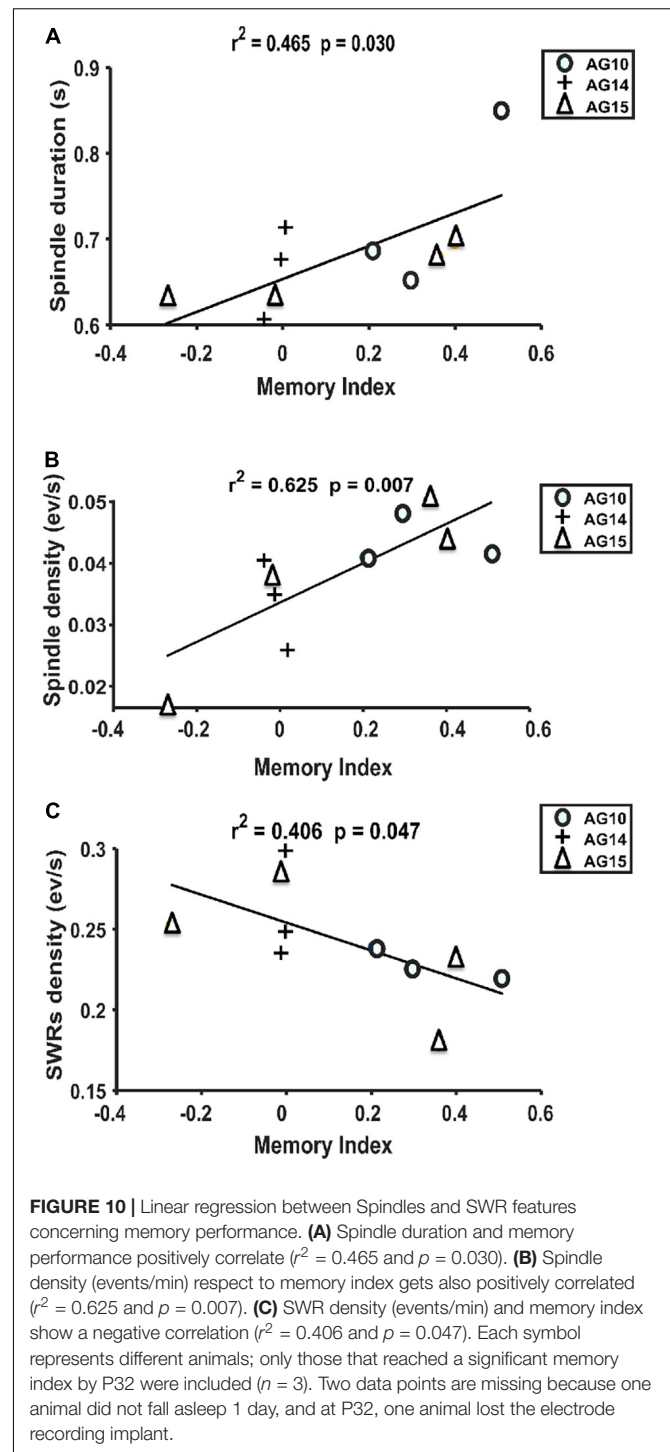 A
r² = 0.465 p = 0.030
AG10
AG14
AG15
Spindle duration (s)
0.9
0.8
0.7
0.6
-0.4 -0.2 0 0.2 0.4 0.6
Memory Index
B
r² = 0.625 p = 0.007
AG10
AG14
AG15
Spindle density (ev/s)
0.05
0.04
0.03
0.02
-0.4 -0.2 0 0.2 0.4 0.6
Memory Index
C
r² = 0.406 p = 0.047
AG10
AG14
AG15
SWRs density (ev/s)
0.3
0.25
0.2
0.15
-0.4 -0.2 0 0.2 0.4 0.6
Memory Index
FIGURE 10 | Linear regression between Spindles and SWR features
concerning memory performance. (A) Spindle duration and memory
performance positively correlate (r² = 0.465 and p = 0.030). (B) Spindle
density (events/min) respect to memory index gets also positively correlated
(r² = 0.625 and p = 0.007). (C) SWR density (events/min) and memory index
show a negative correlation (r² = 0.406 and p = 0.047). Each symbol
represents different animals; only those that reached a significant memory
index by P32 were included (n = 3). Two data points are missing because one
animal did not fall asleep 1 day, and at P32, one animal lost the electrode
recording implant.